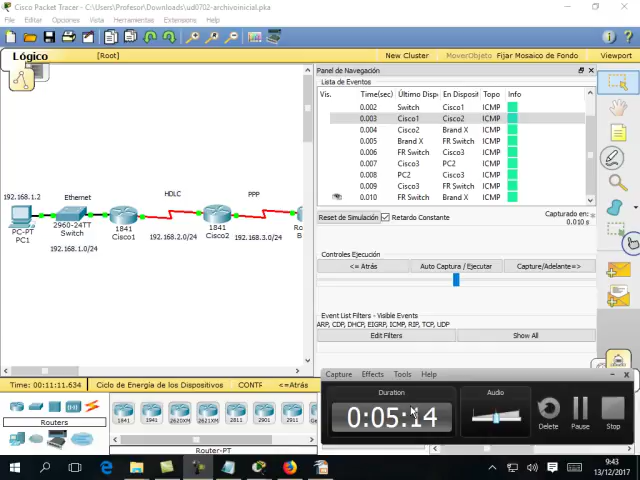 Cisco Packet Tracer - C:\Users\Profesor\Downloads\ud0702-archivoinicial.pka
File Editar Opciones Vista Herramientas Extensions Help
New Cluster MoverObjeto Fijar Mosaico de Fondo Viewport
Lógico [Root]
Panel de Navegación
Lista de Eventos
Vis. Time(sec) Último Disp En Disposit Topo Info
0.002 Switch Cisco1 ICMP
0.003 Cisco1 Cisco2 ICMP
0.004 Cisco2 Brand X ICMP
0.005 Brand X FR Switch ICMP
0.006 FR Switch Cisco3 ICMP
0.007 Cisco3 PC2 ICMP
0.008 PC2 Cisco3 ICMP
0.009 Cisco3 FR Switch ICMP
0.010 FR Switch Brand X ICMP
Reset de Simulación Retardo Constante Capturado en:
0.010 s
Controles Ejecución
<= Atrás Auto Captura / Ejecutar Capture/Adelante=>
Event List Filters - Visible Events
ARP, CDP, DHCP, EIGRP, ICMP, RIP, TCP, UDP
Edit Filters Show All
192.168.1.2 Ethernet HDLC PPP
PC-PT
PC1
2960-24TT
Switch
192.168.1.0/24
1841
Cisco1
192.168.2.0/24
1841
Cisco2
192.168.3.0/24
Ro
B
Capture Effects Tools Help
Duration Audio
0:05:14
Delete Pause Stop
Time: 00:11:11.634 Ciclo de Energía de los Dispositivos CONTF <=Atrás
Routers
1841 1941 2620XM 2621XM 2811 2901 2911
Router-PT
9:43
13/12/2017